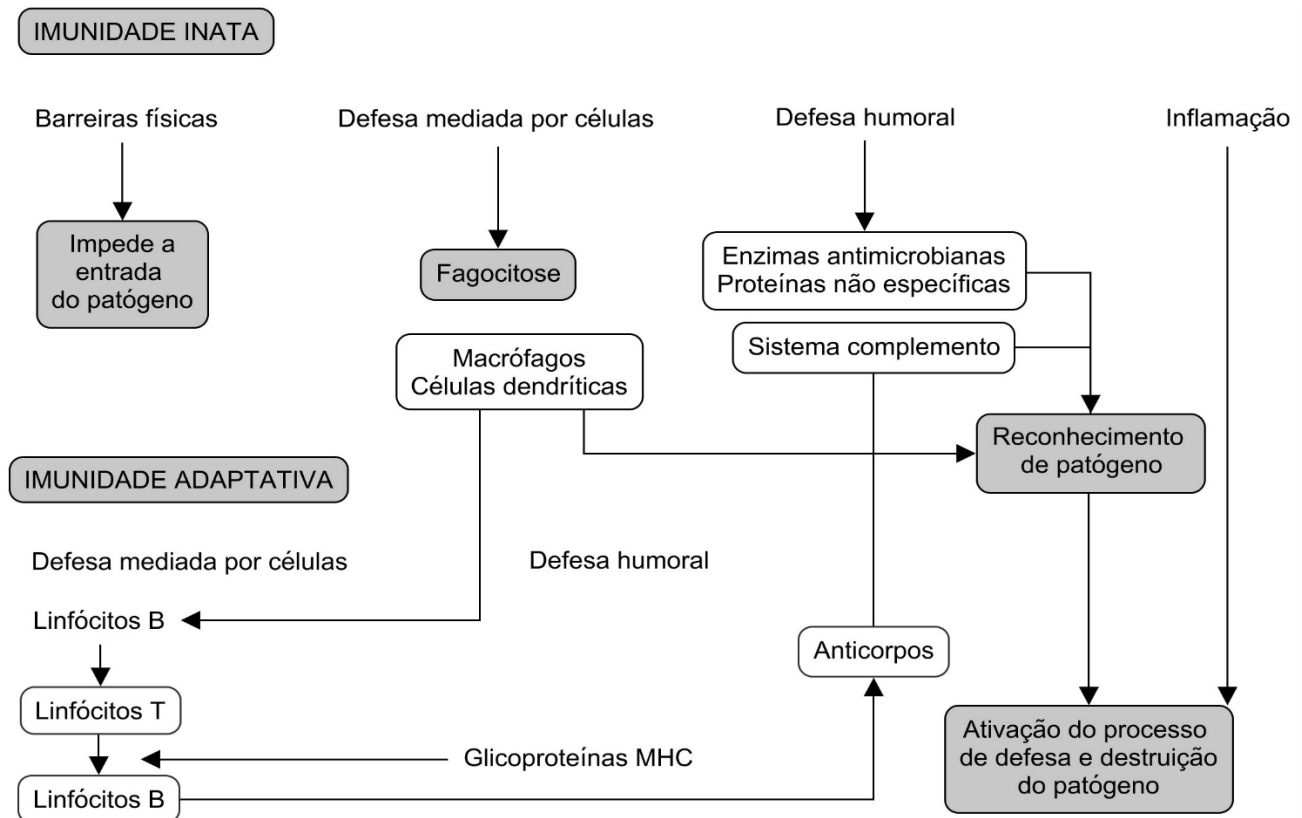 IMUNIDADE INATA
Barreiras físicas
Defesa mediada por células
Defesa humoral
Inflamação
Impede a
entrada
do patógeno
Fagocitose
Enzimas antimicrobianas
Proteínas não específicas
Sistema complemento
Macrófagos
Células dendríticas
Reconhecimento
de patógeno
IMUNIDADE ADAPTATIVA
Defesa mediada por células
Defesa humoral
Linfócitos B
Anticorpos
Linfócitos T
Glicoproteínas MHC
Linfócitos B
Ativação do processo
de defesa e destruição
do patógeno